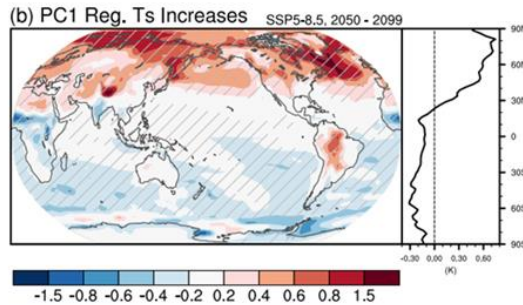 (b) PC1 Reg. Ts Increases SSP5-8.5, 2050 - 2099
90N
60N
30N
0
30S
60S
90S
-0.30 0.00 0.30 0.60
(K)
-1.5 -0.8 -0.6 -0.4 -0.2 0.2 0.4 0.6 0.8 1.5